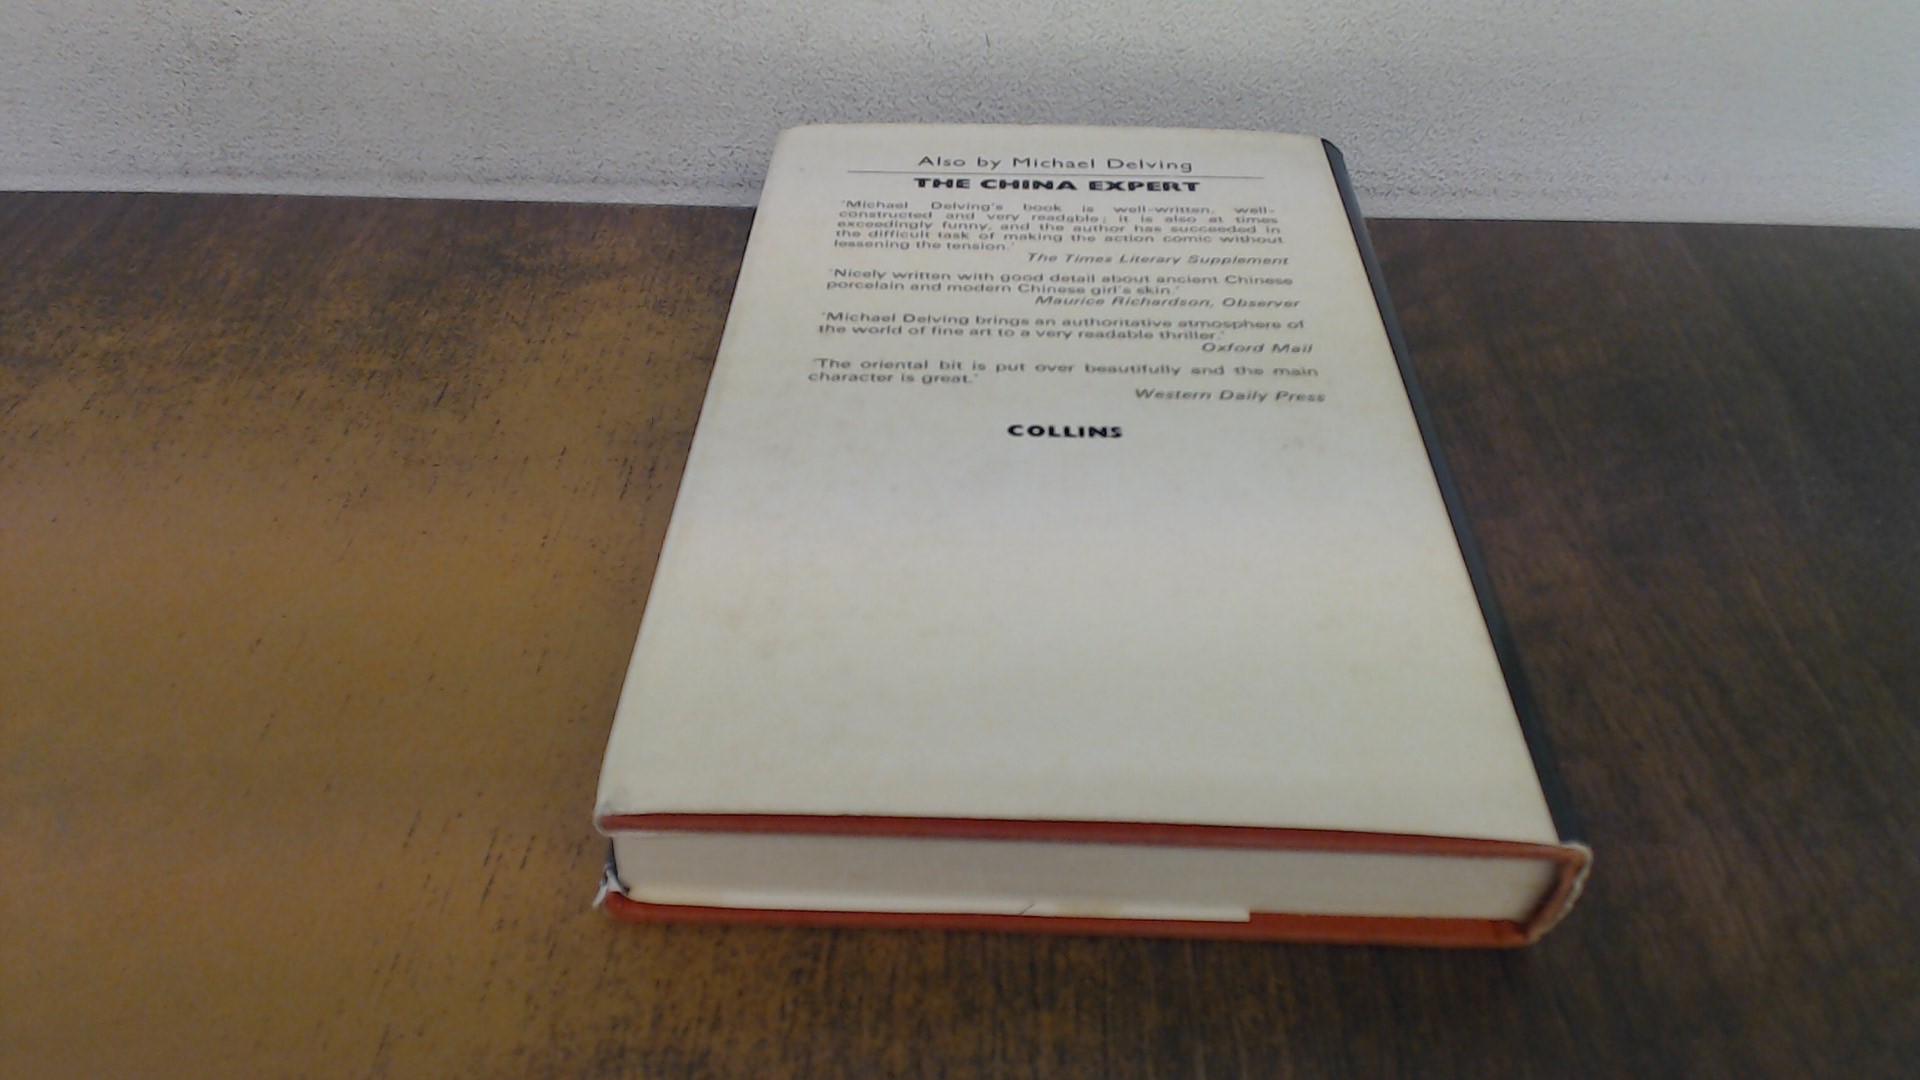 Also by Michael Delving
THE CHINA EXPERT
'Michael Delving's book is well-written, well-
constructed and very readable; it is also at times
exceedingly funny, and the author has succeeded in
the difficult task of making the action comic without
lessening the tension.'
The Times Literary Supplement
'Nicely written with good detail about ancient Chinese
porcelain and modern Chinese girl's skin.'
Maurice Richardson, Observer
'Michael Delving brings an authoritative atmosphere of
the world of fine art to a very readable thriller.'
Oxford Mail
'The oriental bit is put over beautifully and the main
character is great.'
Western Daily Press
COLLINS